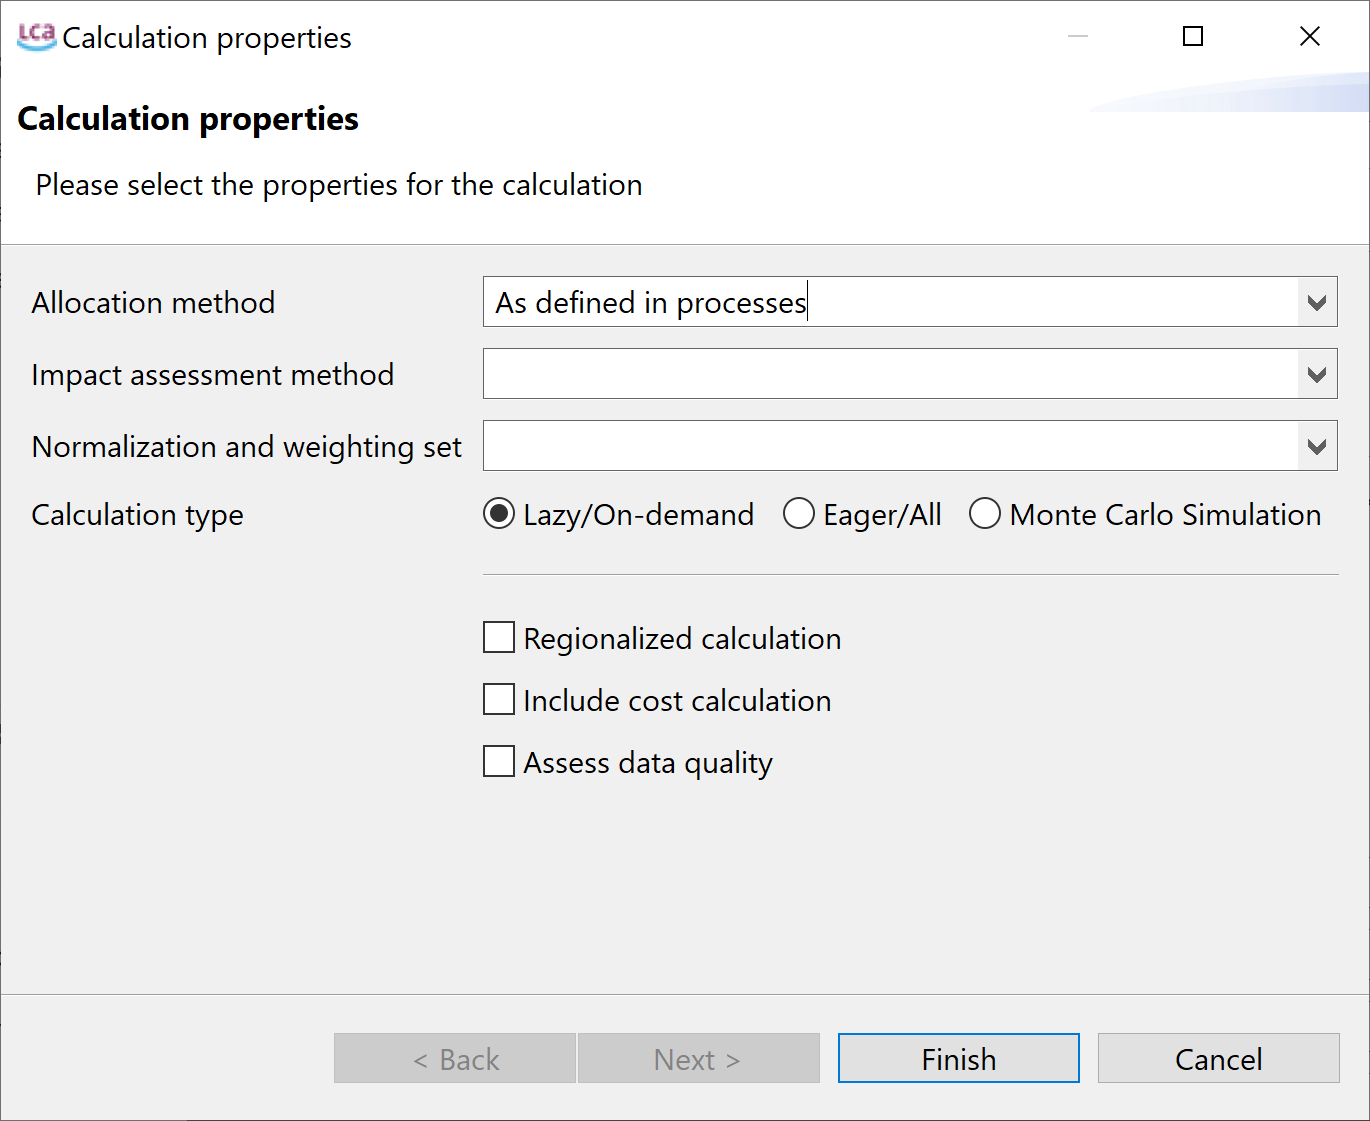 LCA Calculation properties
Calculation properties
Please select the properties for the calculation
Allocation method As defined in processes
Impact assessment method
Normalization and weighting set
Calculation type Lazy/On-demand Eager/All Monte Carlo Simulation
Regionalized calculation
Include cost calculation
Assess data quality
< Back Next > Finish Cancel